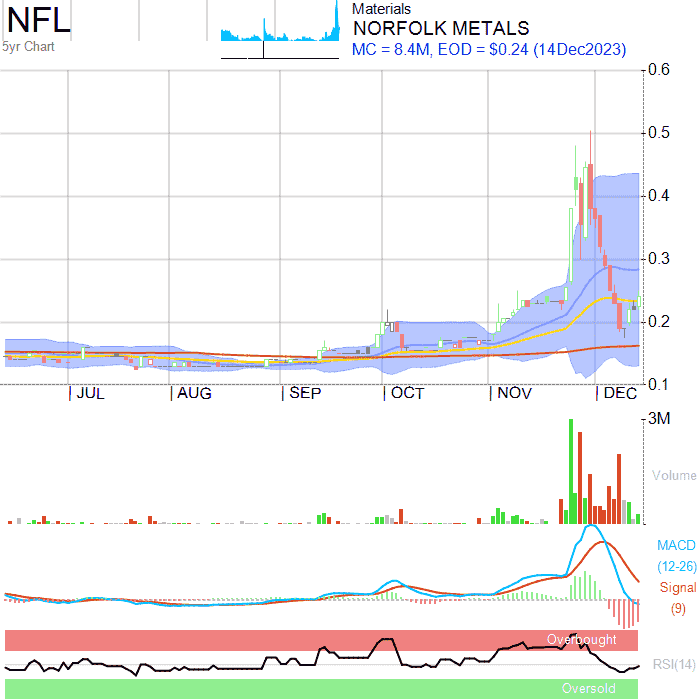 NFL
5yr Chart
Materials
NORFOLK METALS
MC = 8.4M, EOD = $0.24 (14Dec2023)
0.6
0.5
0.4
0.3
0.2
0.1
JUL
AUG
SEP
OCT
NOV
DEC
3M
Volume
MACD
(12-26)
Signal
(9)
Overbought
RSI(14)
Oversold